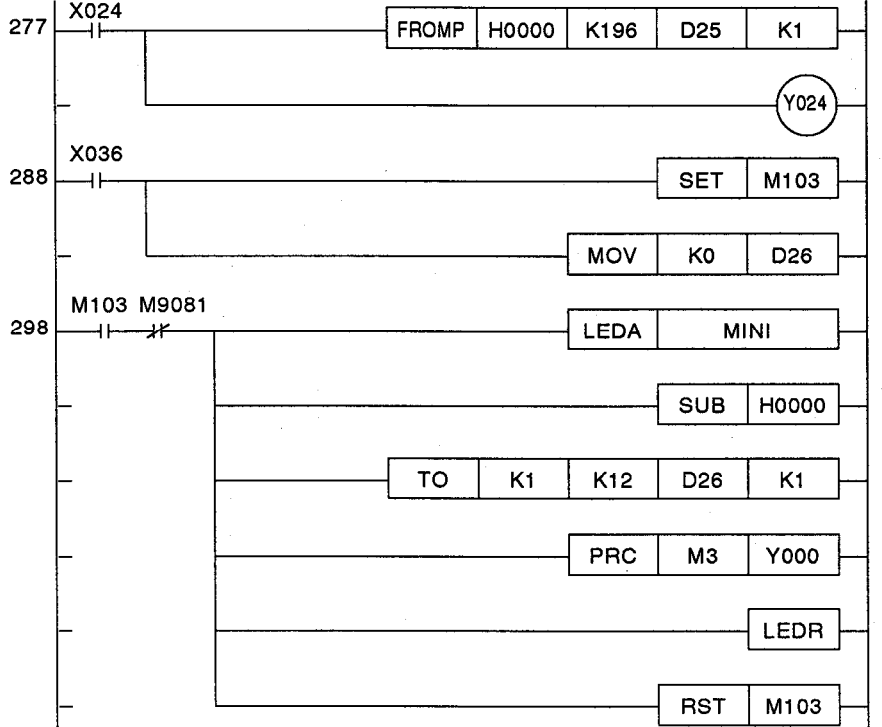 X024
277 FROMP H0000 K196 D25 K1
Y024
X036
288 SET M103
MOV K0 D26
M103 M9081
298 LEDA MINI
SUB H0000
TO K1 K12 D26 K1
PRC M3 Y000
LEDR
RST M103